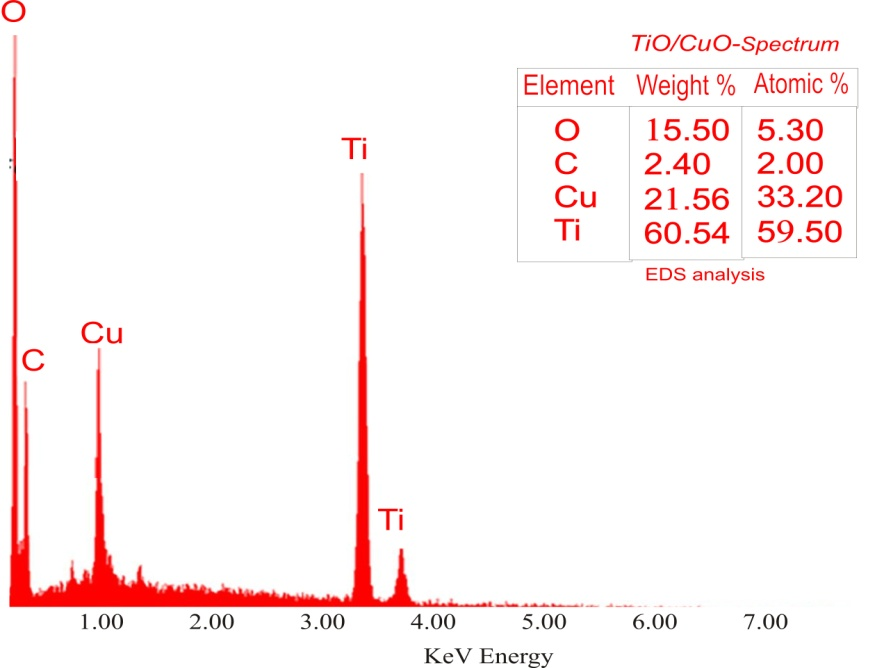 O
TiO/CuO-Spectrum
Element Weight % Atomic %
O 15.50 5.30
C 2.40 2.00
Cu 21.56 33.20
Ti 60.54 59.50
EDS analysis
Ti
Cu
C
Ti
1.00 2.00 3.00 4.00 5.00 6.00 7.00
KeV Energy